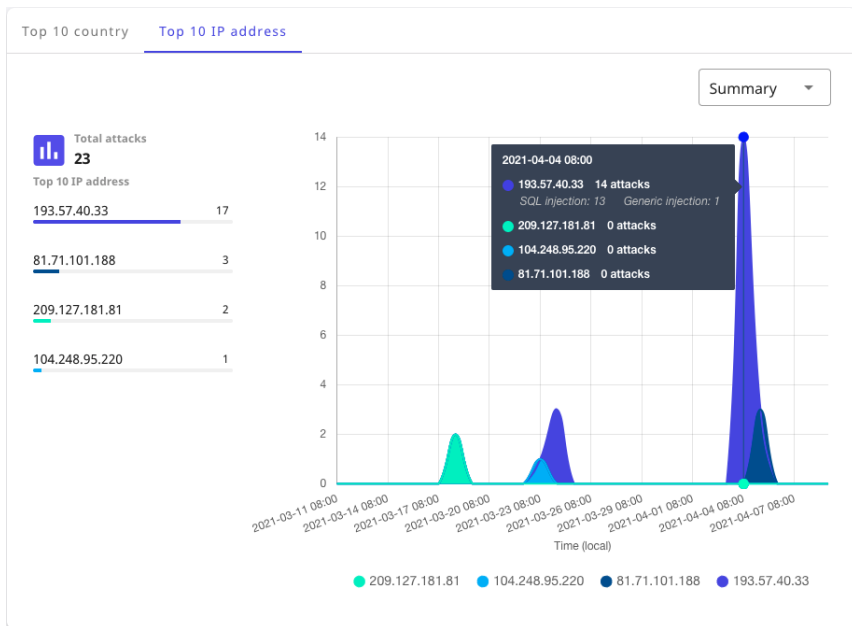 Top 10 country Top 10 IP address
Summary
Total attacks
23
Top 10 IP address
193.57.40.33 17
81.71.101.188 3
209.127.181.81 2
104.248.95.220 1
14
12
10
8
6
4
2
0
2021-04-04 08:00
193.57.40.33 14 attacks
SQL injection: 13 Generic injection: 1
209.127.181.81 0 attacks
104.248.95.220 0 attacks
81.71.101.188 0 attacks
2021-03-11 08:00
2021-03-14 08:00
2021-03-17 08:00
2021-03-20 08:00
2021-03-23 08:00
2021-03-26 08:00
2021-03-29 08:00
2021-04-01 08:00
2021-04-04 08:00
2021-04-07 08:00
Time (local)
209.127.181.81 104.248.95.220 81.71.101.188 193.57.40.33